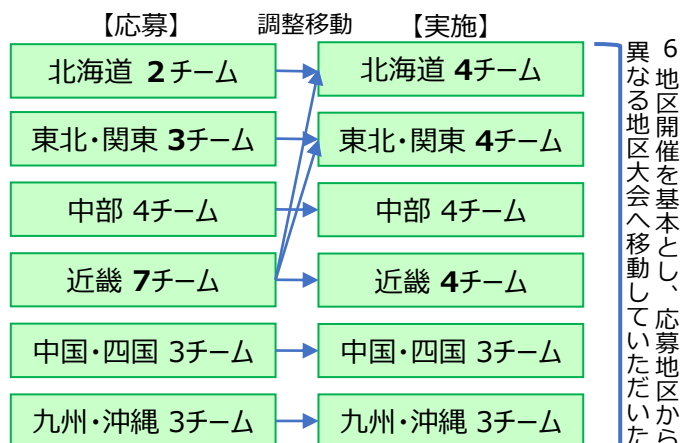 【応募】 調整移動 【実施】
北海道 2チーム 北海道 4チーム
東北・関東 3チーム 東北・関東 4チーム
中部 4チーム 中部 4チーム
近畿 7チーム 近畿 4チーム
中国・四国 3チーム 中国・四国 3チーム
九州・沖縄 3チーム 九州・沖縄 3チーム
6地区開催を基本とし、応募地区から
異なる地区大会へ移動していただいた